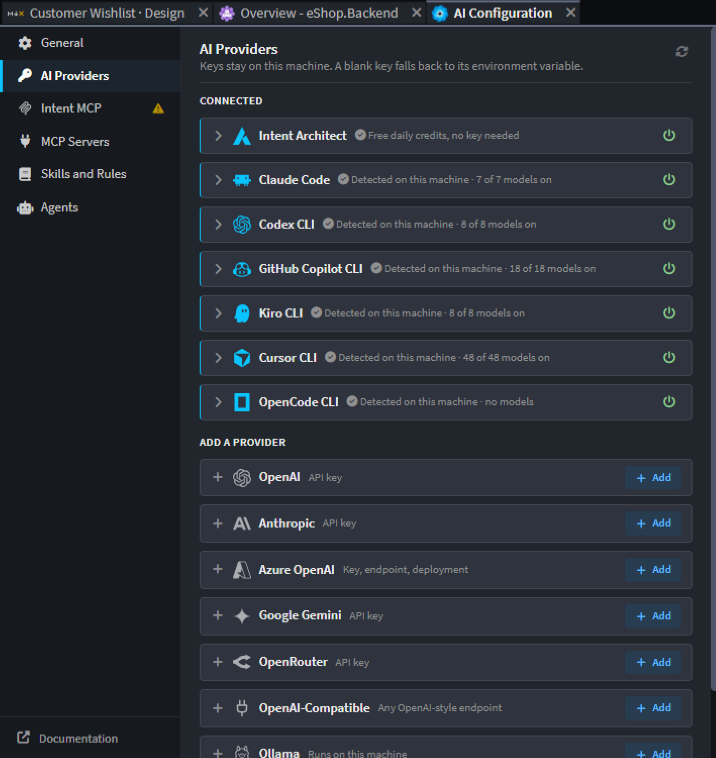 M↓× Customer Wishlist · Design
Overview - eShop.Backend
AI Configuration
General
AI Providers
Intent MCP
MCP Servers
Skills and Rules
Agents
Documentation
AI Providers
Keys stay on this machine. A blank key falls back to its environment variable.
CONNECTED
Intent Architect Free daily credits, no key needed
Claude Code Detected on this machine · 7 of 7 models on
Codex CLI Detected on this machine · 8 of 8 models on
GitHub Copilot CLI Detected on this machine · 18 of 18 models on
Kiro CLI Detected on this machine · 8 of 8 models on
Cursor CLI Detected on this machine · 48 of 48 models on
OpenCode CLI Detected on this machine · no models
ADD A PROVIDER
+ OpenAI API key + Add
+ Anthropic API key + Add
+ Azure OpenAI Key, endpoint, deployment + Add
+ Google Gemini API key + Add
+ OpenRouter API key + Add
+ OpenAI-Compatible Any OpenAI-style endpoint + Add
+ Ollama Runs on this machine + Add